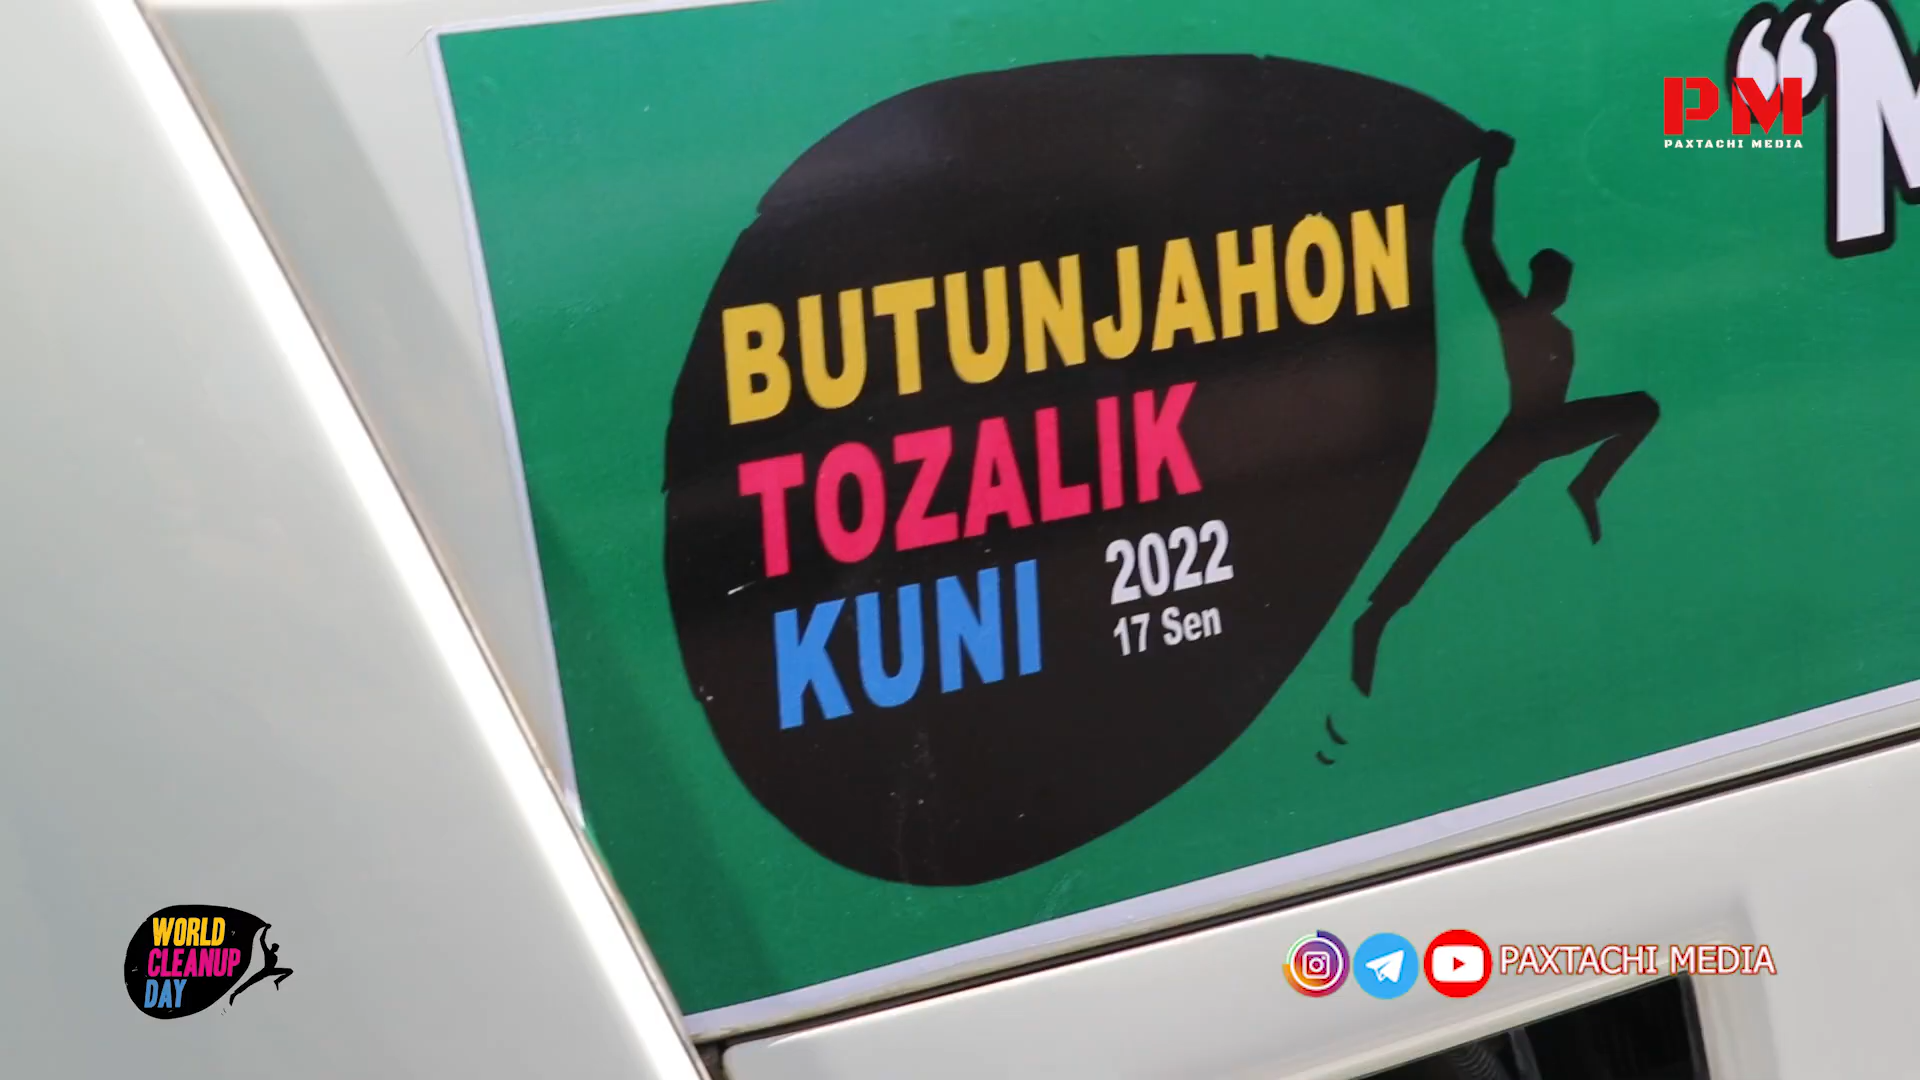 PM
PAXTACHI MEDIA
BUTUNJAHON
TOZALIK
KUNI
2022
17 Sen
WORLD
CLEANUP
DAY
PAXTACHI MEDIA